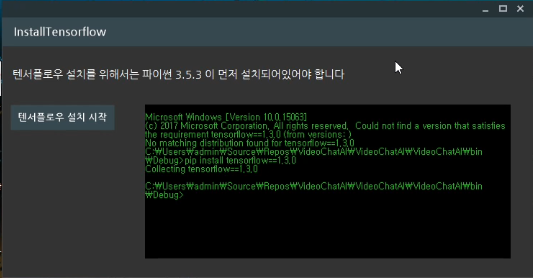 InstallTensorflow
텐서플로우 설치를 위해서는 파이썬 3.5.3 이 먼저 설치되어있어야 합니다
텐서플로우 설치 시작
Microsoft Windows [Version 10.0.15063]
(c) 2017 Microsoft Corporation. All rights reserved.  Could not find a version that satisfies
the requirement tensorflow==1.3.0 (from versions: )
No matching distribution found for tensorflow==1.3.0
C:\Users\admin\Source\Repos\VideoChatAI\VideoChatAI\bin
\Debug>pip install tensorflow==1.3.0
Collecting tensorflow==1.3.0
C:\Users\admin\Source\Repos\VideoChatAI\VideoChatAI\bin
\Debug>